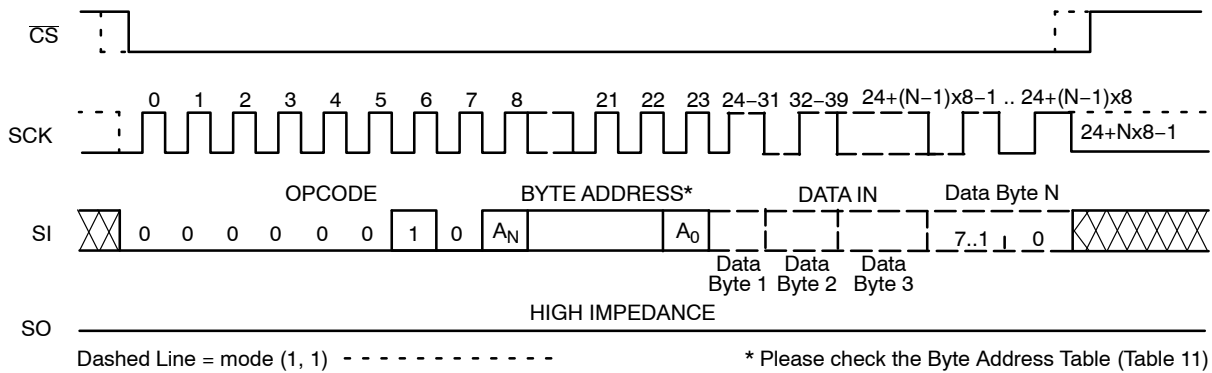 CS
0 1 2 3 4 5 6 7 8 21 22 23 24−31 32−39 24+(N−1)x8−1 .. 24+(N−1)x8
SCK
24+Nx8−1
OPCODE BYTE ADDRESS* DATA IN Data Byte N
SI 0 0 0 0 0 0 1 0 AN A0 7..1 0
Data Byte 1 Data Byte 2 Data Byte 3
HIGH IMPEDANCE
SO
Dashed Line = mode (1, 1) * Please check the Byte Address Table (Table 11)